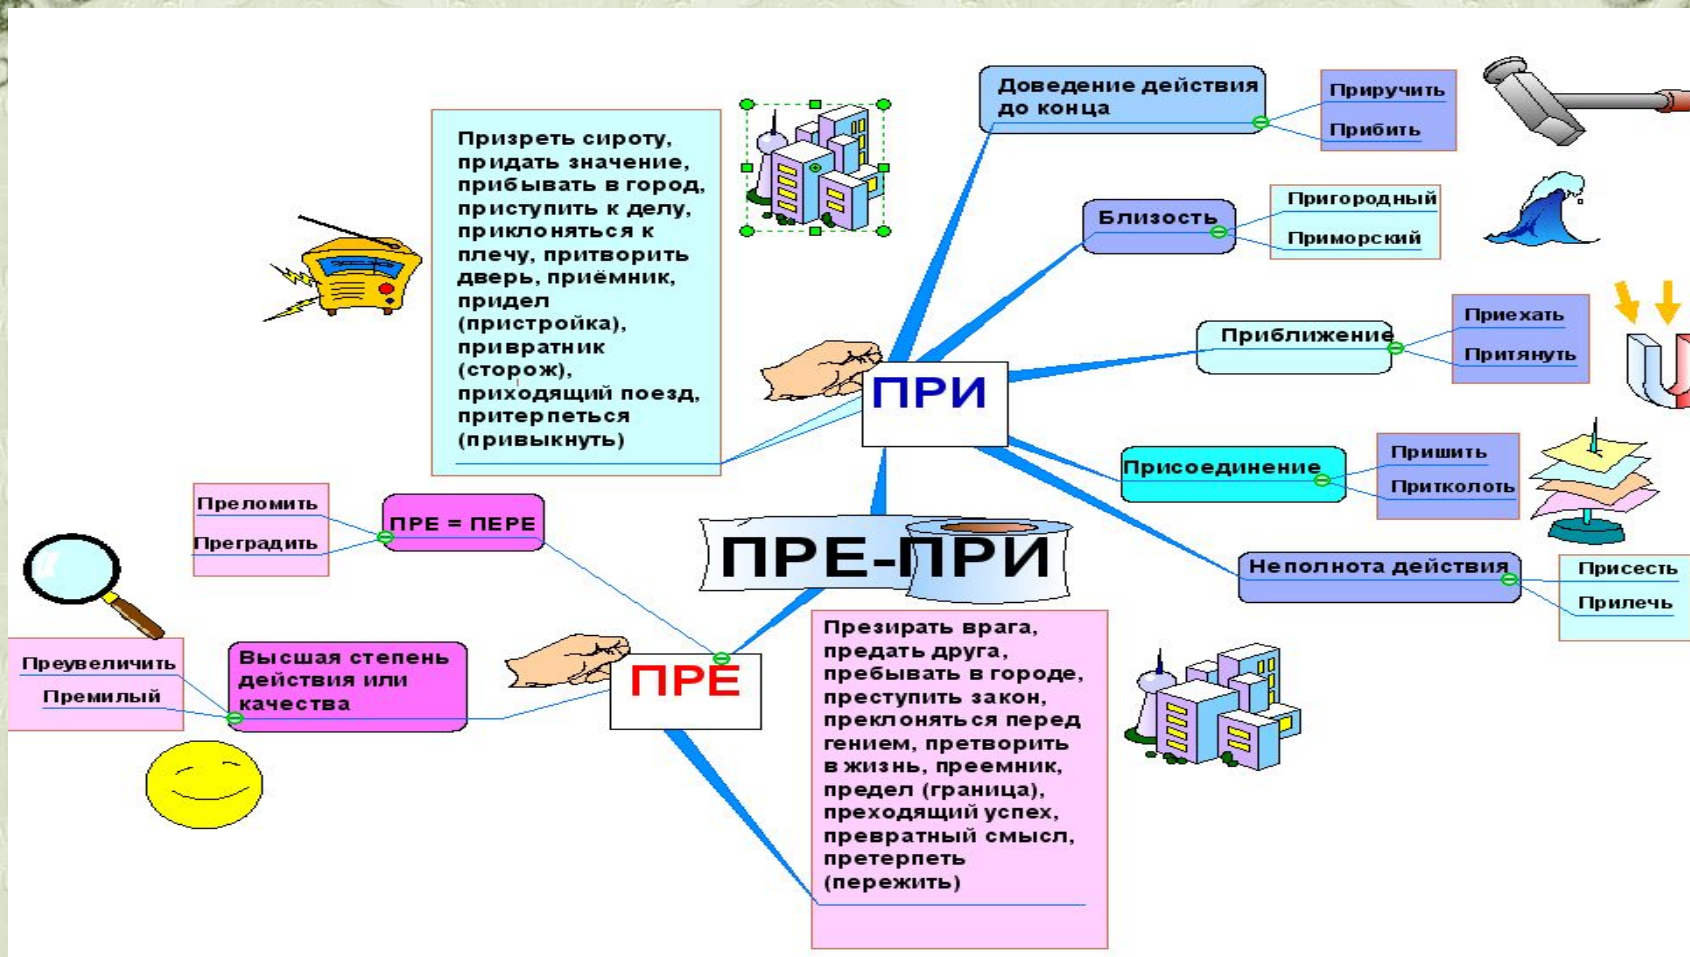 Доведение действия
до конца
Приручить
Прибить
Близость
Пригородный
Приморский
Приближение
Приехать
Притянуть
Присоединение
Пришить
Притколоть
Неполнота действия
Присесть
Прилечь
Призреть сироту,
придать значение,
прибывать в город,
приступить к делу,
приклоняться к
плечу, притворить
дверь, приёмник,
придел
(пристройка),
привратник
(сторож),
приходящий поезд,
притерпеться
(привыкнуть)
ПРИ
ПРЕ-ПРИ
ПРЕ = ПЕРЕ
Преломить
Преградить
Высшая степень
действия или
качества
Преувеличить
Премилый
ПРЕ
Презирать врага,
предать друга,
пребывать в городе,
преступить закон,
преклоняться перед
гением, претворить
в жизнь, преемник,
предел (граница),
преходящий успех,
превратный смысл,
претерпеть
(пережить)